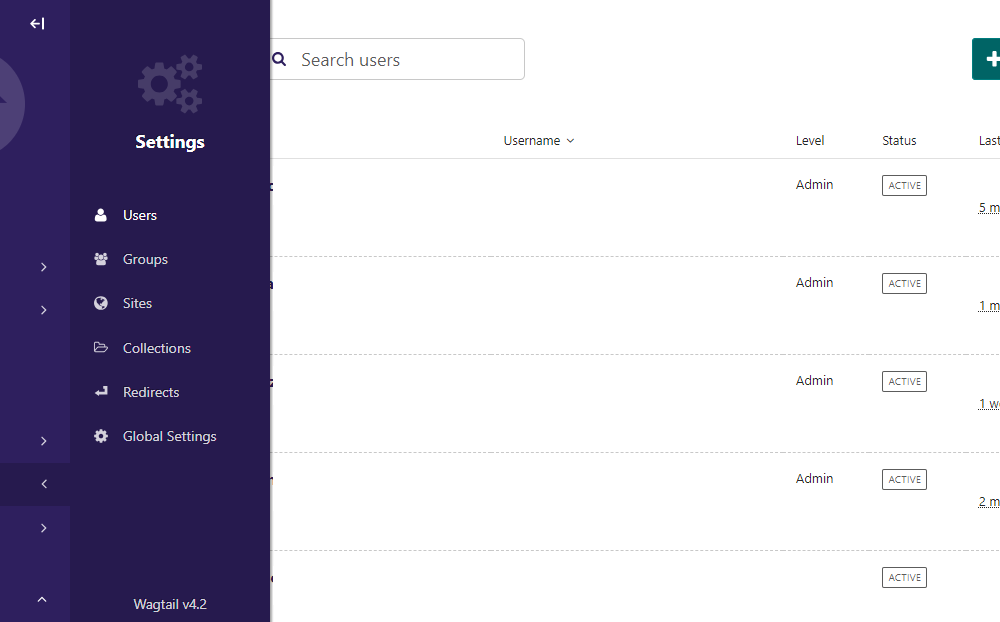 Search users
Settings
Username
Level
Status
Last
Users
Groups
Sites
Collections
Redirects
Global Settings
Admin
ACTIVE
5 m
Admin
ACTIVE
1 m
Admin
ACTIVE
1 w
Admin
ACTIVE
2 m
ACTIVE
Wagtail v4.2